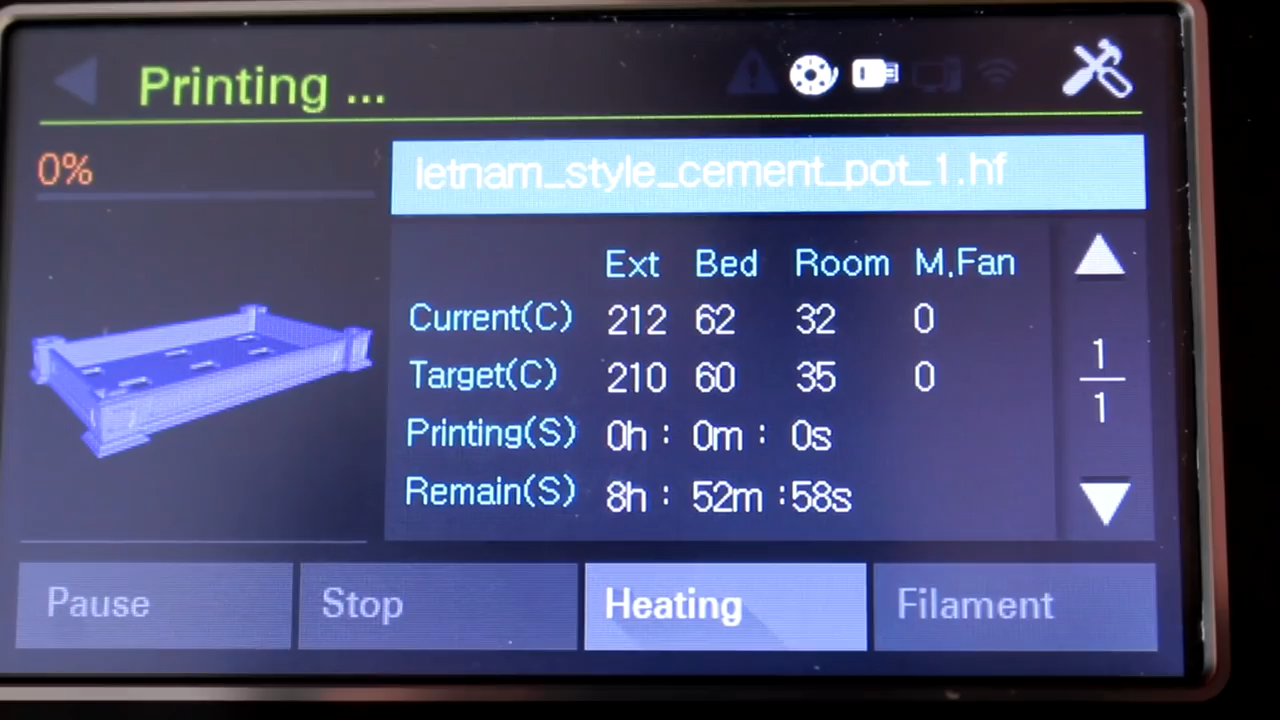 Printing ...
0%
letnam_style_cement_pot_1.hf
Ext Bed Room M.Fan
Current(C) 212 62 32 0
Target(C) 210 60 35 0
Printing(S) 0h : 0m : 0s
Remain(S) 8h : 52m :58s
1
1
Pause Stop Heating Filament